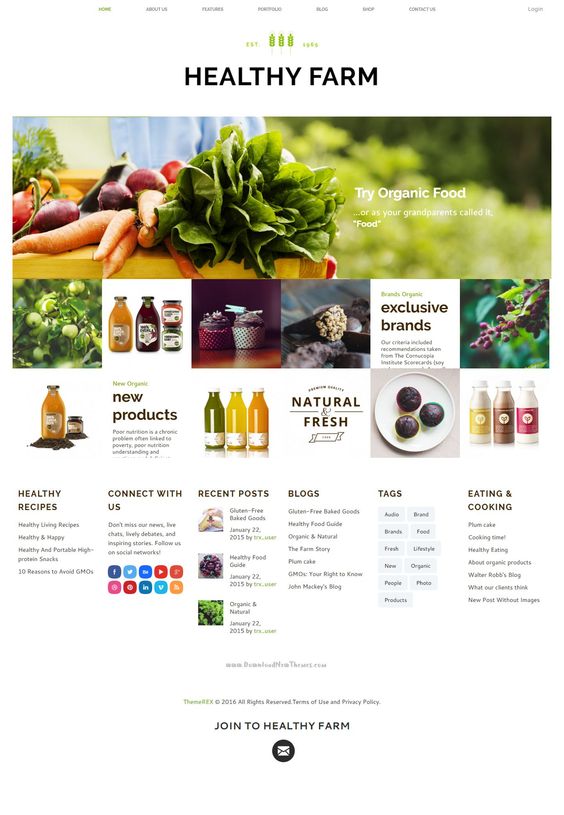 HOME ABOUT US FEATURES PORTFOLIO BLOG SHOP CONTACT US Login
EST 1969
HEALTHY FARM
Try Organic Food
...or as your grandparents called it,
"Food"
Brands Organic
exclusive
brands
Our criteria included
recommendations taken
from The Cornucopia
Institute Scorecards (soy
New Organic
new
products
Poor nutrition is a chronic
problem often linked to
poverty, poor nutrition
understanding and
PREMIUM QUALITY
NATURAL
&
FRESH
HEALTHY
RECIPES
Healthy Living Recipes
Healthy & Happy
Healthy And Portable High-
protein Snacks
10 Reasons to Avoid GMOs
CONNECT WITH
US
Don't miss our news, live
chats, lively debates, and
inspiring stories. Follow us
on social networks!
RECENT POSTS
Gluten-Free
Baked Goods
January 22,
2015 by trx_user
Healthy Food
Guide
January 22,
2015 by trx_user
Organic &
Natural
January 22,
2015 by trx_user
BLOGS
Gluten-Free Baked Goods
Healthy Food Guide
Organic & Natural
The Farm Story
Plum cake
GMOs: Your Right to Know
John Mackey's Blog
TAGS
Audio Brand
Brands Food
Fresh Lifestyle
New Organic
People Photo
Products
EATING &
COOKING
Plum cake
Cooking time!
Healthy Eating
About organic products
Walter Robb's Blog
What our clients think
New Post Without Images
www.DownloadNewThemes.com
ThemeREX © 2016 All Rights Reserved.Terms of Use and Privacy Policy.
JOIN TO HEALTHY FARM